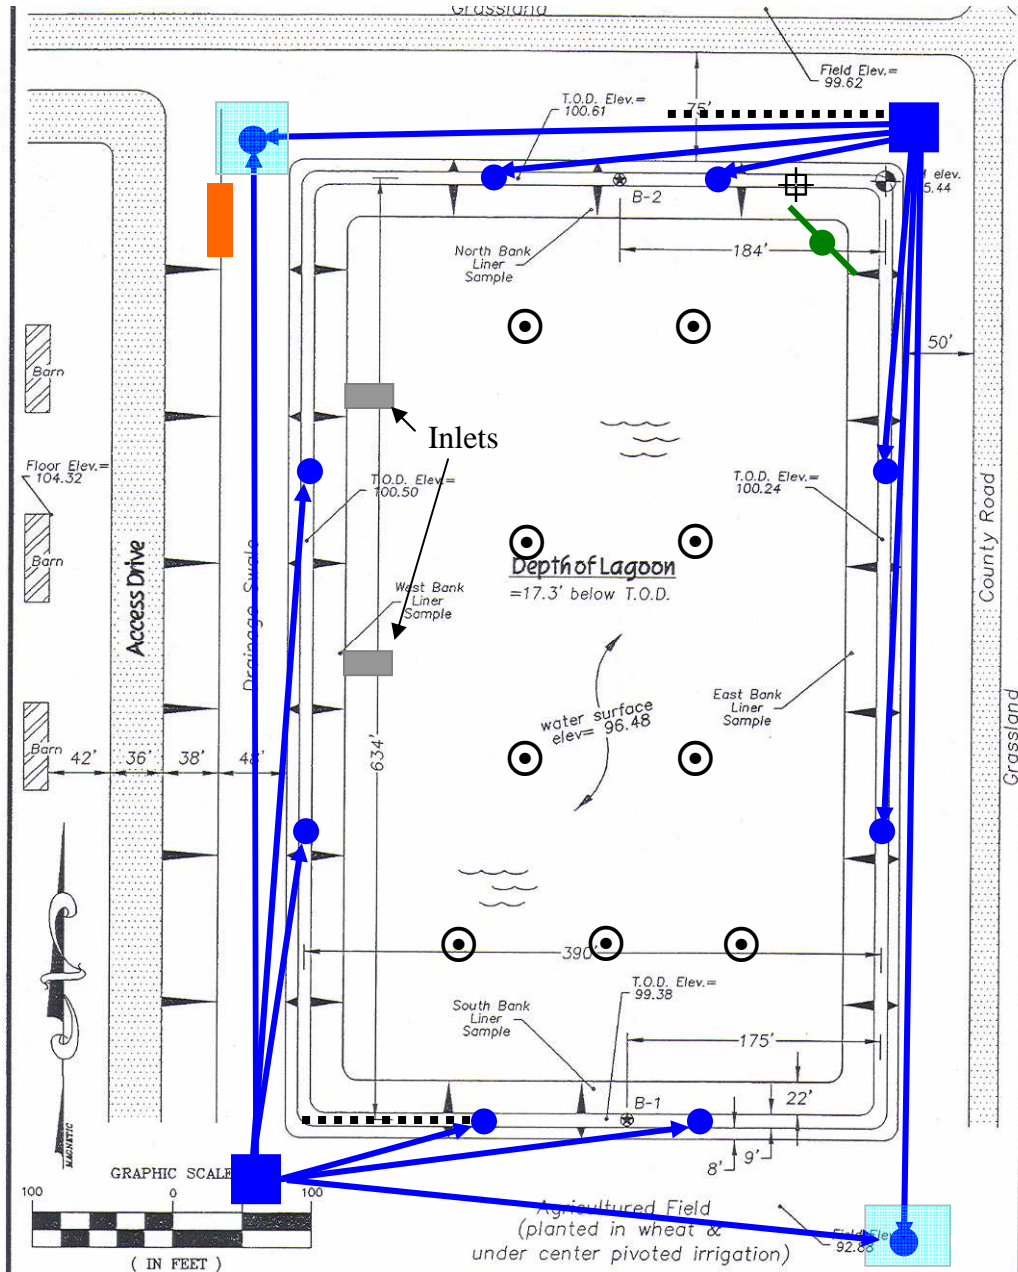 Grassland
Field Elev.=
99.62
T.O.D. Elev.=
100.61
75'
elev.
5.44
B-2
North Bank
Liner
Sample
184'
50'
Barn
Inlets
Floor Elev.=
104.32
T.O.D. Elev.=
100.50
T.O.D. Elev.=
100.24
County Road
Access Drive
Drainage Swale
Barn
Depth of Lagoon
=17.3' below T.O.D.
West Bank
Liner
Sample
water surface
elev= 96.48
East Bank
Liner
Sample
Grassland
Barn
42'
36'
38'
48'
634'
390'
T.O.D. Elev.=
99.38
South Bank
Liner
Sample
175'
22'
B-1
8'
9'
MAGNETIC
GRAPHIC SCALE
100
0
100
( IN FEET )
Agricultured Field
(planted in wheat &
under center pivoted irrigation)
Field Elev.
92.88